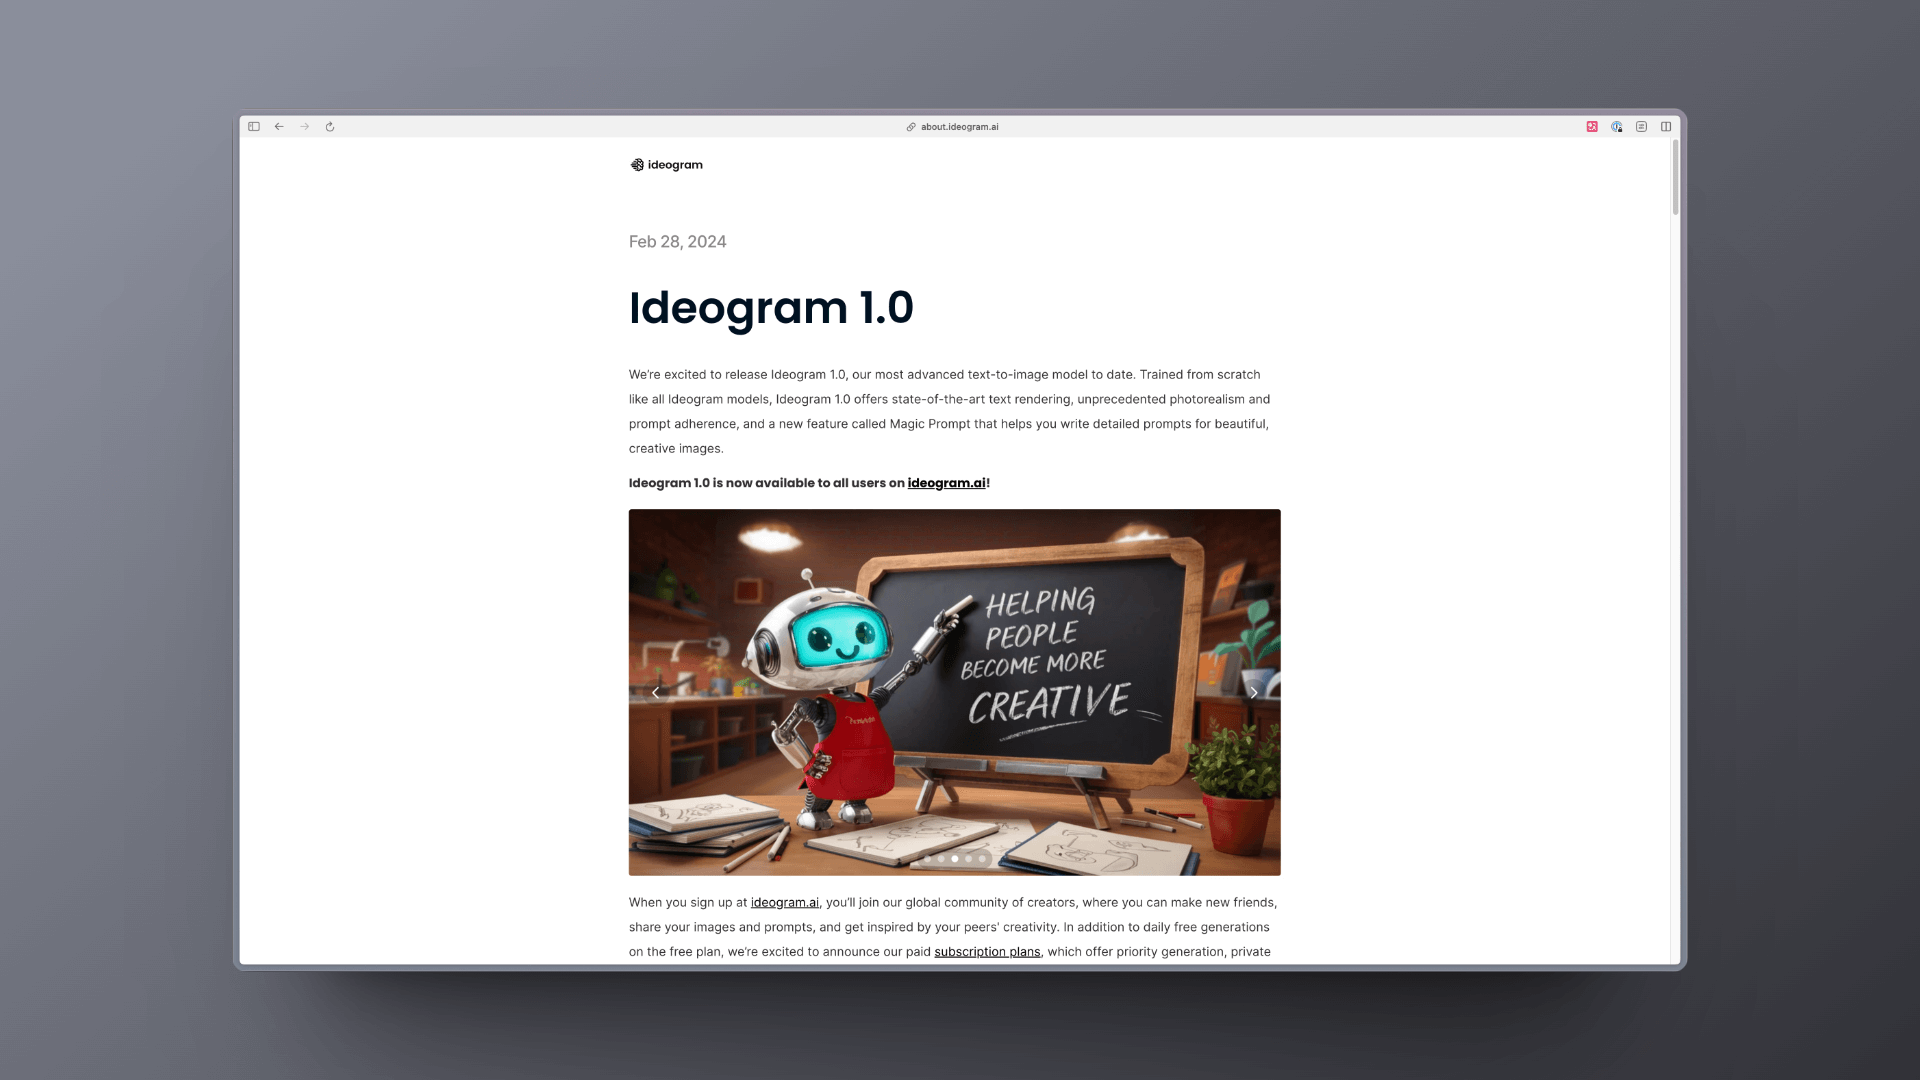 about.ideogram.ai
ideogram
Feb 28, 2024
Ideogram 1.0
We're excited to release Ideogram 1.0, our most advanced text-to-image model to date. Trained from scratch
like all Ideogram models, Ideogram 1.0 offers state-of-the-art text rendering, unprecedented photorealism and
prompt adherence, and a new feature called Magic Prompt that helps you write detailed prompts for beautiful,
creative images.
Ideogram 1.0 is now available to all users on ideogram.ai!
HELPING
PEOPLE
BECOME MORE
CREATIVE
When you sign up at ideogram.ai, you'll join our global community of creators, where you can make new friends,
share your images and prompts, and get inspired by your peers' creativity. In addition to daily free generations
on the free plan, we're excited to announce our paid subscription plans, which offer priority generation, private